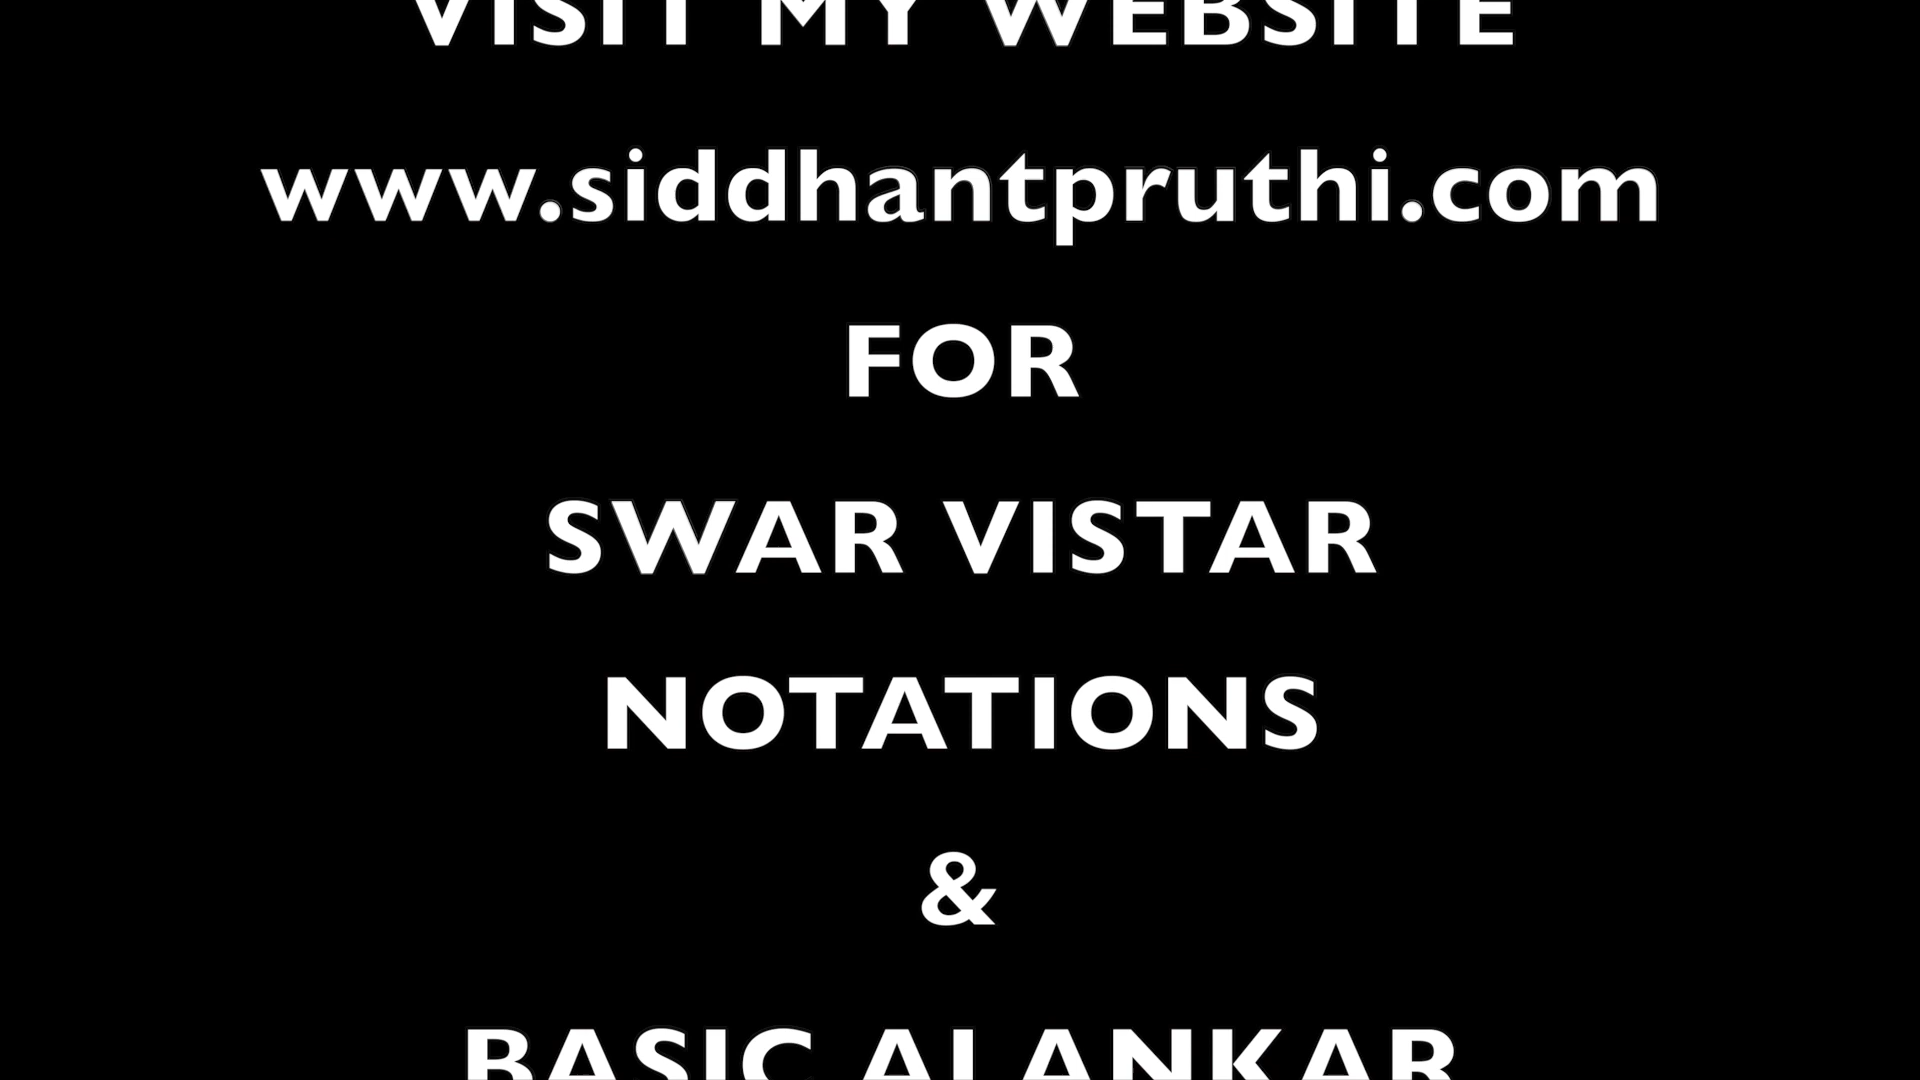 VISIT MY WEBSITE
www.siddhantpruthi.com
FOR
SWAR VISTAR
NOTATIONS
&
BASIC ALANKAR